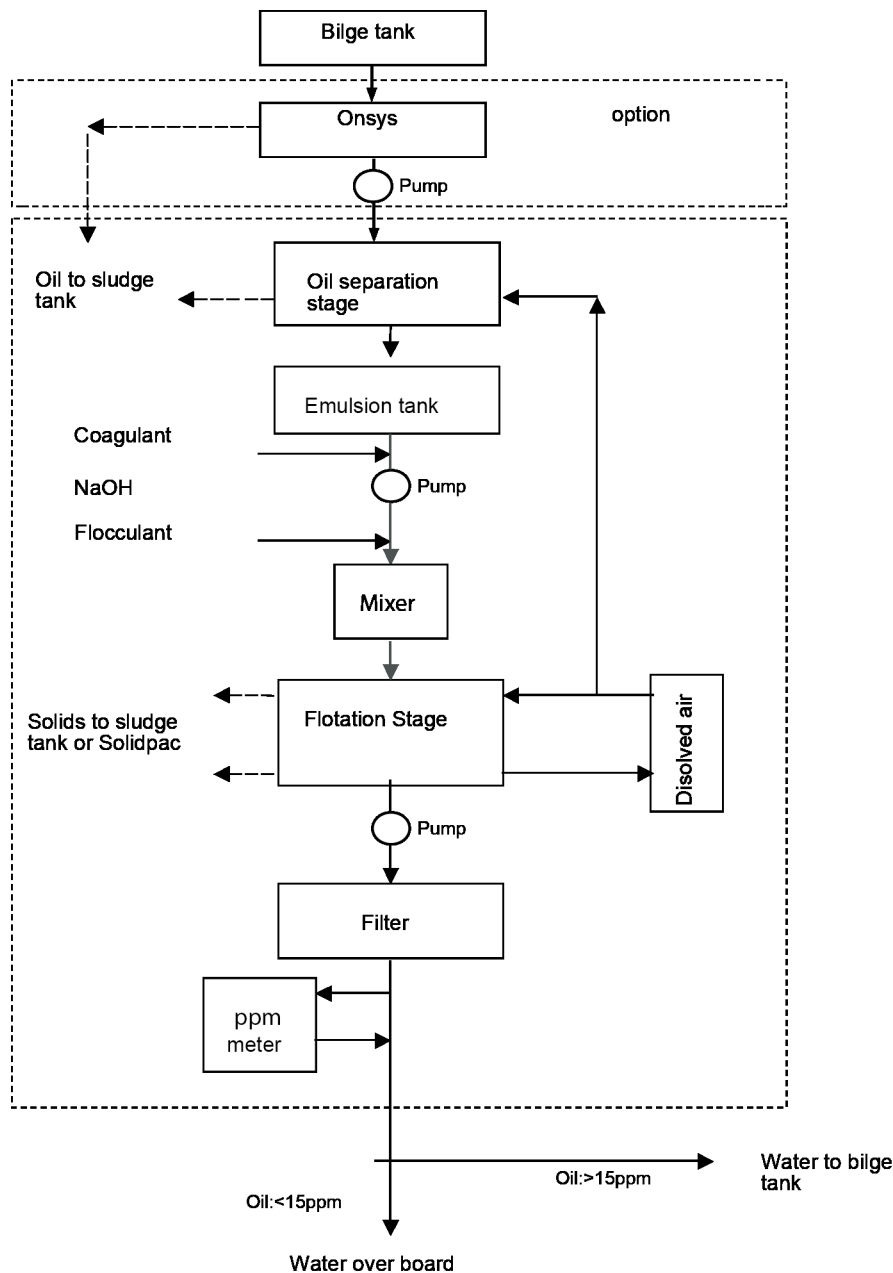 Bilge tank
Onsys
option
Pump
Oil to sludge
tank
Oil separation
stage
Emulsion tank
Coagulant
NaOH
Pump
Flocculant
Mixer
Solids to sludge
tank or Solidpac
Flotation Stage
Disolved air
Pump
Filter
ppm
meter
Oil:<15ppm
Oil:>15ppm
Water to bilge
tank
Water over board